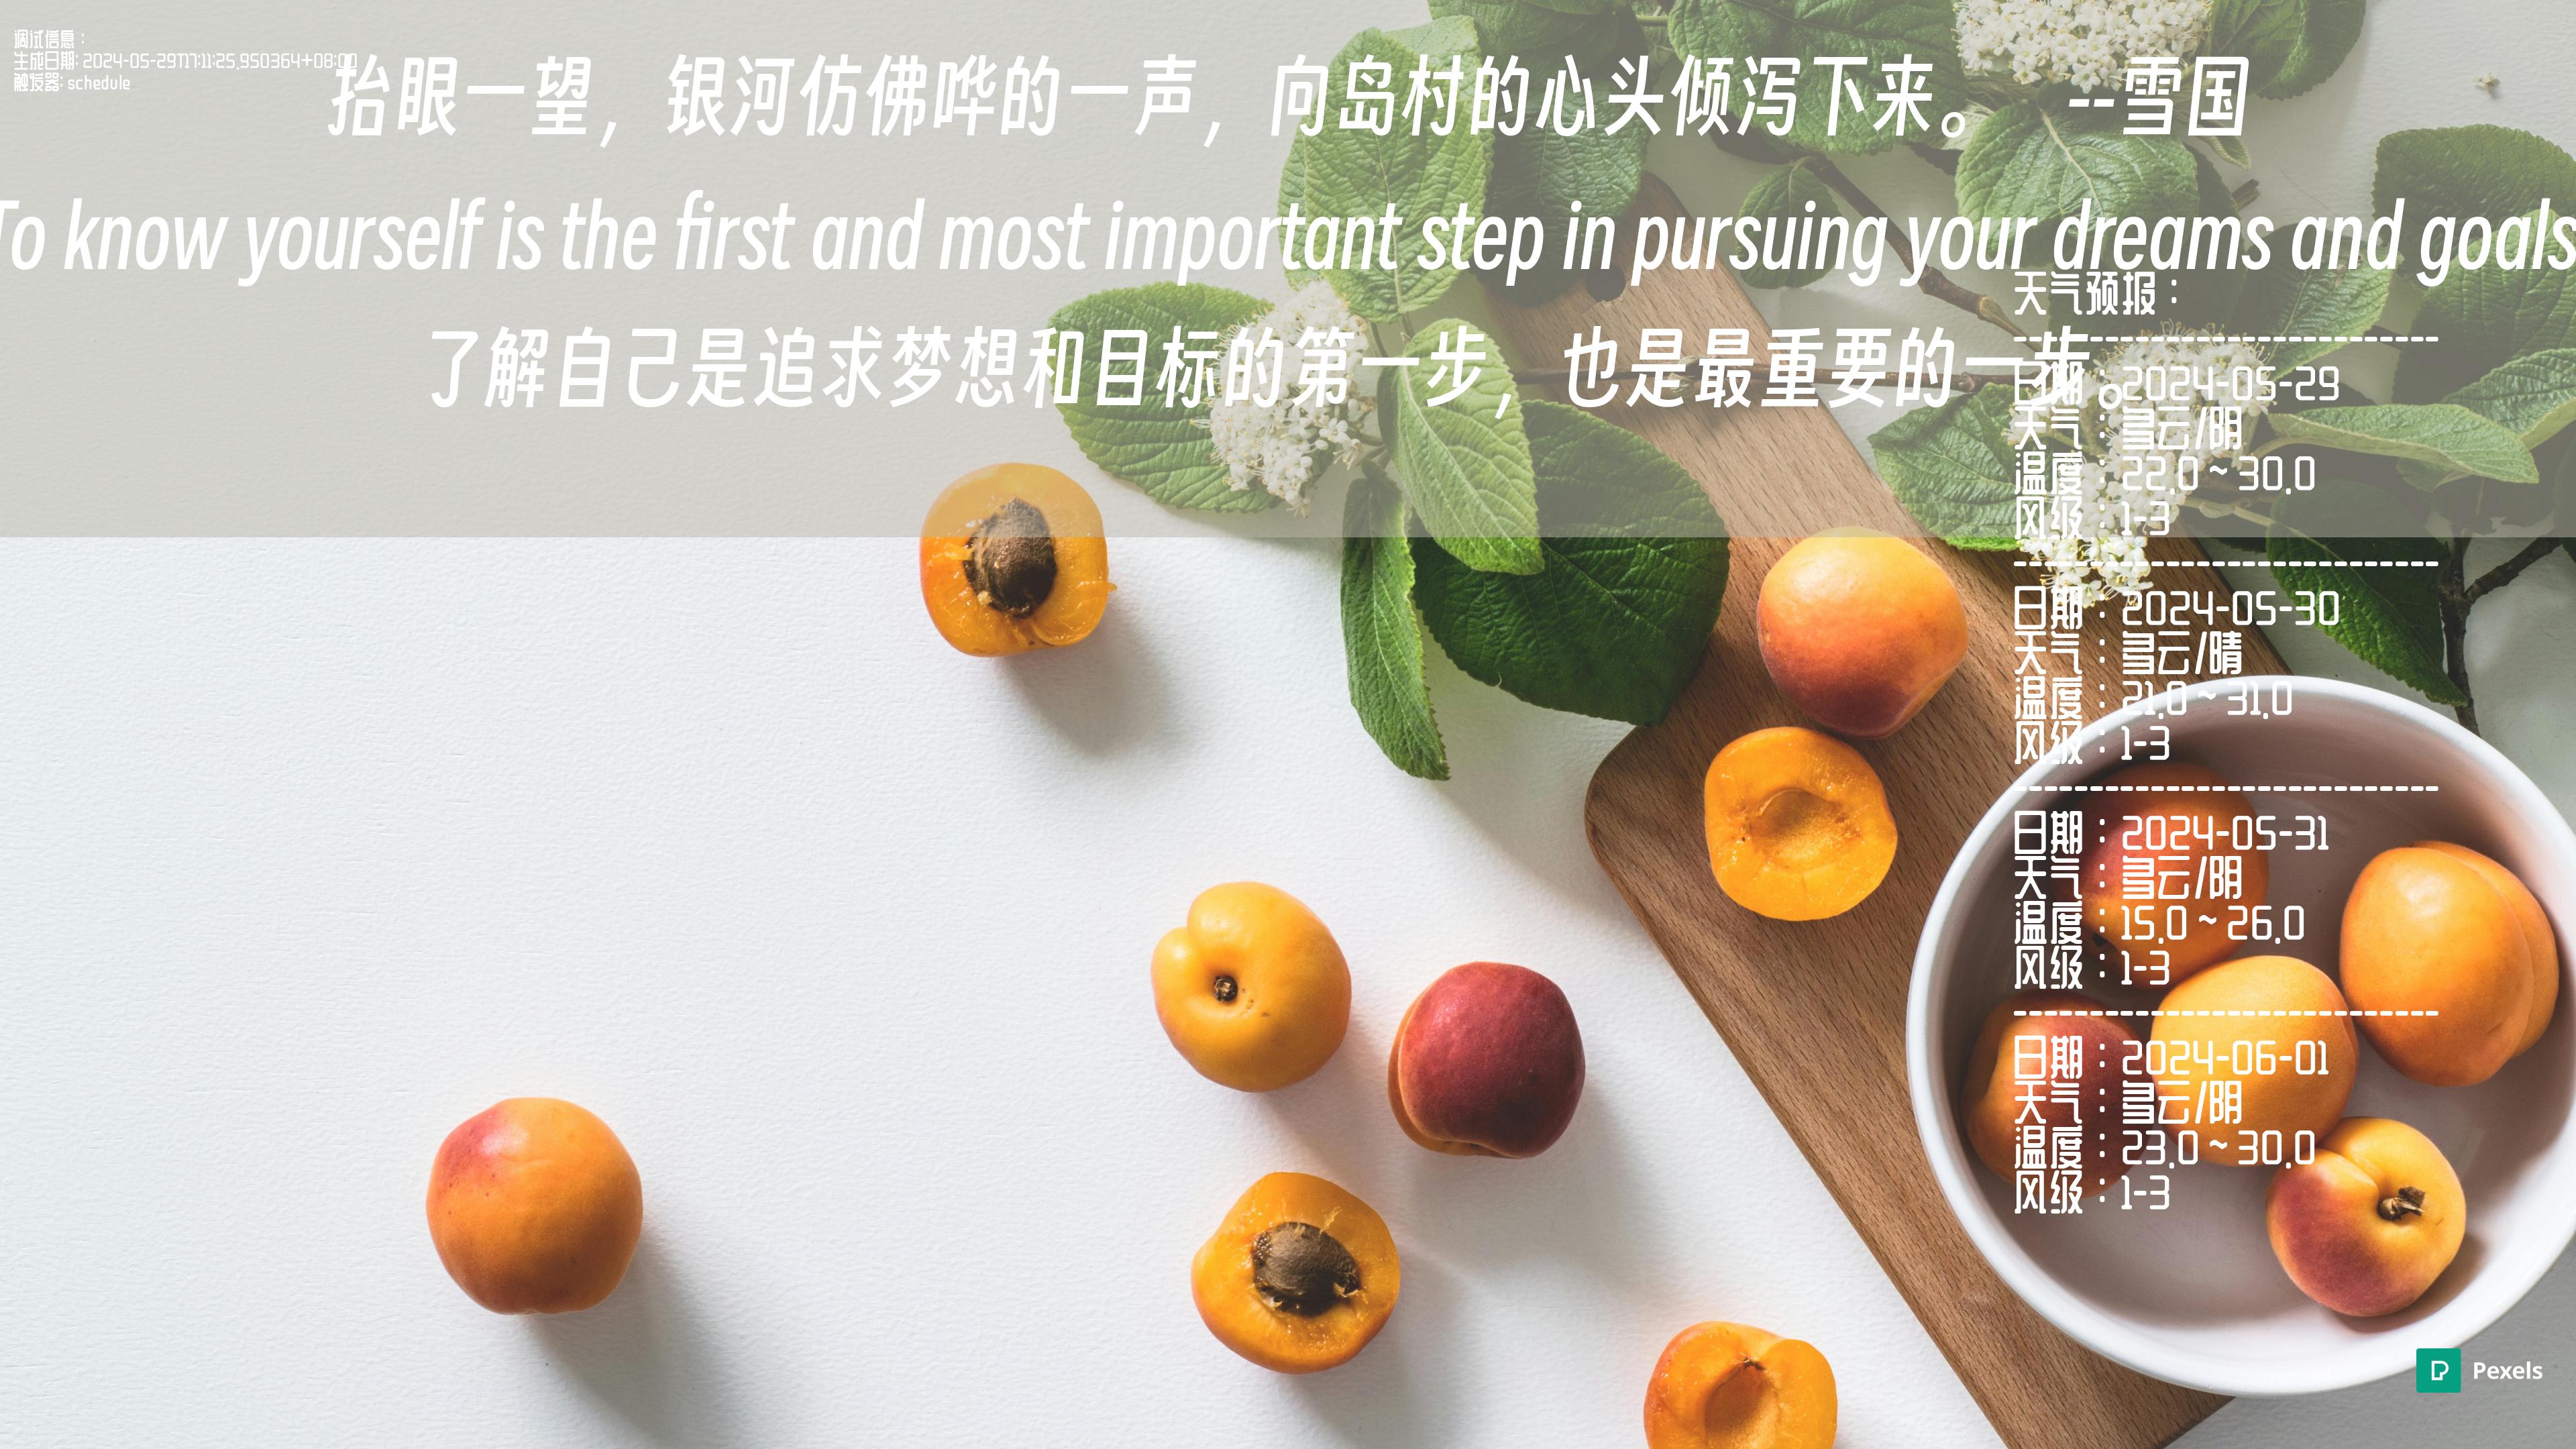 调试信息：
生成日期: 2024-05-29T17:11:25.950364+08:00
触发器: schedule
抬眼一望，银河仿佛哗的一声，向岛村的心头倾泻下来。 --雪国
To know yourself is the first and most important step in pursuing your dreams and goals
了解自己是追求梦想和目标的第一步，也是最重要的一步。
天气预报：
----------------------------
日期：2024-05-29
天气：多云/阴
温度：22.0 ~ 30.0
风级：1-3
----------------------------
日期：2024-05-30
天气：多云/晴
温度：21.0 ~ 31.0
风级：1-3
----------------------------
日期：2024-05-31
天气：多云/阴
温度：15.0 ~ 26.0
风级：1-3
----------------------------
日期：2024-06-01
天气：多云/阴
温度：23.0 ~ 30.0
风级：1-3
Pexels